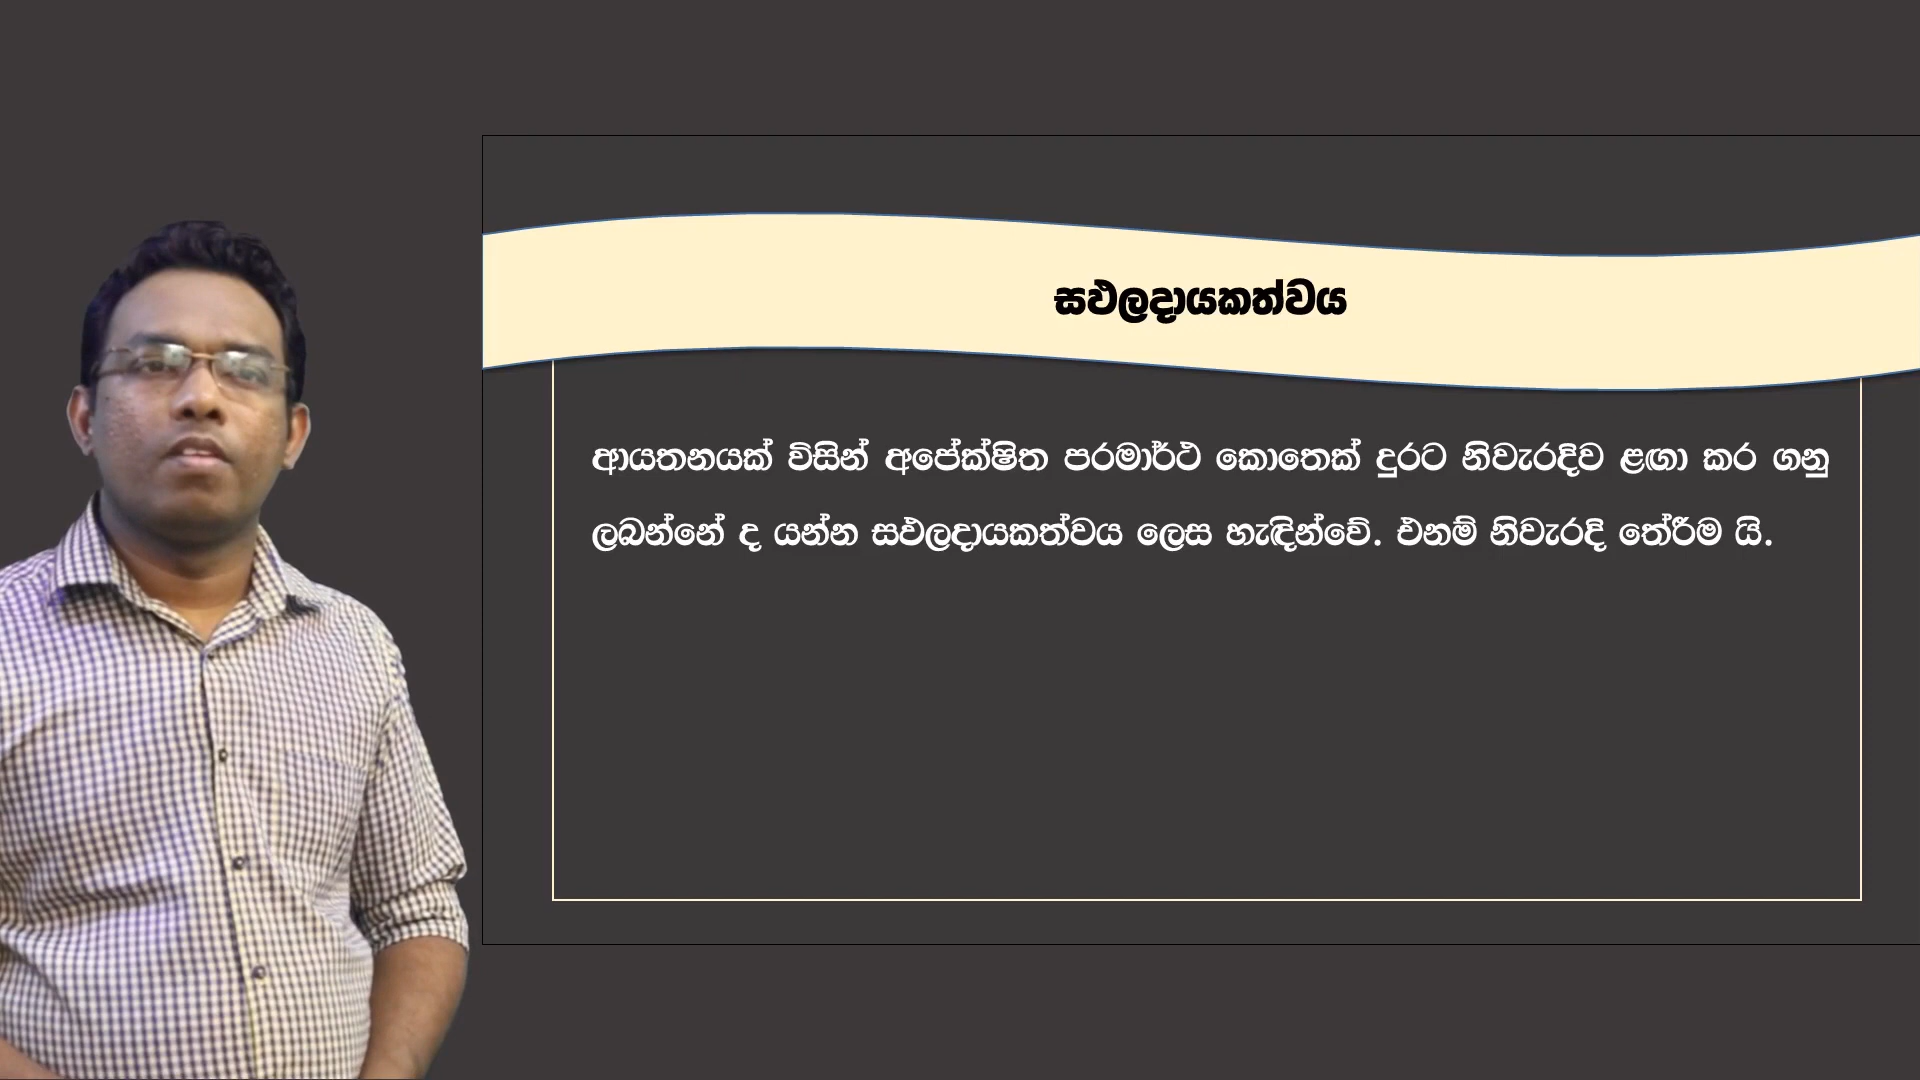 සඵලදායකත්වය
ආයතනයක් විසින් අපේක්ෂිත පරමාර්ථ කොතෙක් දුරට නිවැරදිව ළඟා කර ගනු
ලබන්නේ ද යන්න සඵලදායකත්වය ලෙස හැඳින්වේ. එනම් නිවැරදි තේරීම යි.